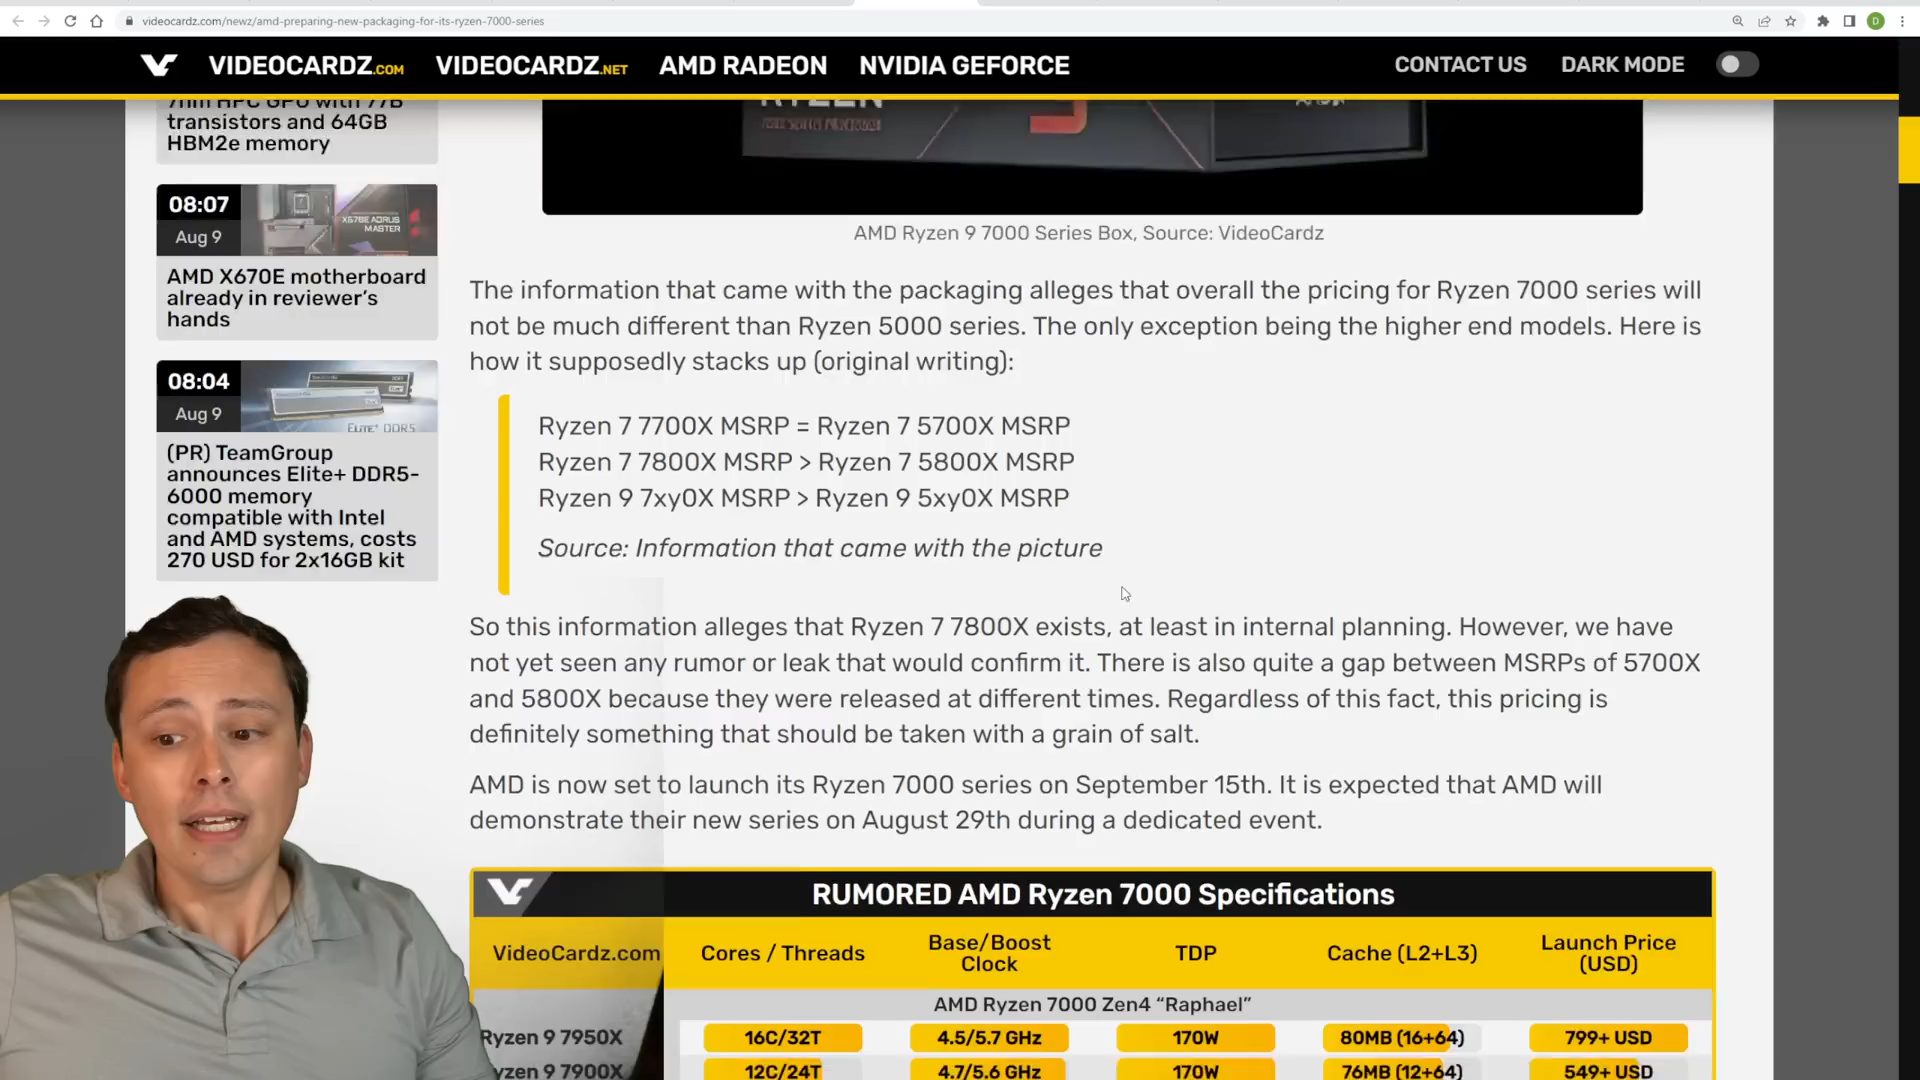 videocardz.com/newz/amd-preparing-new-packaging-for-its-ryzen-7000-series
D
VIDEOCARDZ.COM VIDEOCARDZ.NET AMD RADEON NVIDIA GEFORCE CONTACT US DARK MODE
7nm HPC GPU with 77B
transistors and 64GB
HBM2e memory
08:07
Aug 9
X670E AORUS
MASTER
AMD X670E motherboard
already in reviewer's
hands
08:04
Aug 9
ELITE+ DDR5
(PR) TeamGroup
announces Elite+ DDR5-
6000 memory
compatible with Intel
and AMD systems, costs
270 USD for 2x16GB kit
RYZEN
AMD Ryzen 9 7000 Series Box, Source: VideoCardz
The information that came with the packaging alleges that overall the pricing for Ryzen 7000 series will
not be much different than Ryzen 5000 series. The only exception being the higher end models. Here is
how it supposedly stacks up (original writing):
Ryzen 7 7700X MSRP = Ryzen 7 5700X MSRP
Ryzen 7 7800X MSRP > Ryzen 7 5800X MSRP
Ryzen 9 7xy0X MSRP > Ryzen 9 5xy0X MSRP
Source: Information that came with the picture
So this information alleges that Ryzen 7 7800X exists, at least in internal planning. However, we have
not yet seen any rumor or leak that would confirm it. There is also quite a gap between MSRPs of 5700X
and 5800X because they were released at different times. Regardless of this fact, this pricing is
definitely something that should be taken with a grain of salt.
AMD is now set to launch its Ryzen 7000 series on September 15th. It is expected that AMD will
demonstrate their new series on August 29th during a dedicated event.
RUMORED AMD Ryzen 7000 Specifications
VideoCardz.com Cores / Threads Base/Boost Clock TDP Cache (L2+L3) Launch Price (USD)
AMD Ryzen 7000 Zen4 “Raphael”
Ryzen 9 7950X 16C/32T 4.5/5.7 GHz 170W 80MB (16+64) 799+ USD
yzen 9 7900X 12C/24T 4.7/5.6 GHz 170W 76MB (12+64) 549+ USD